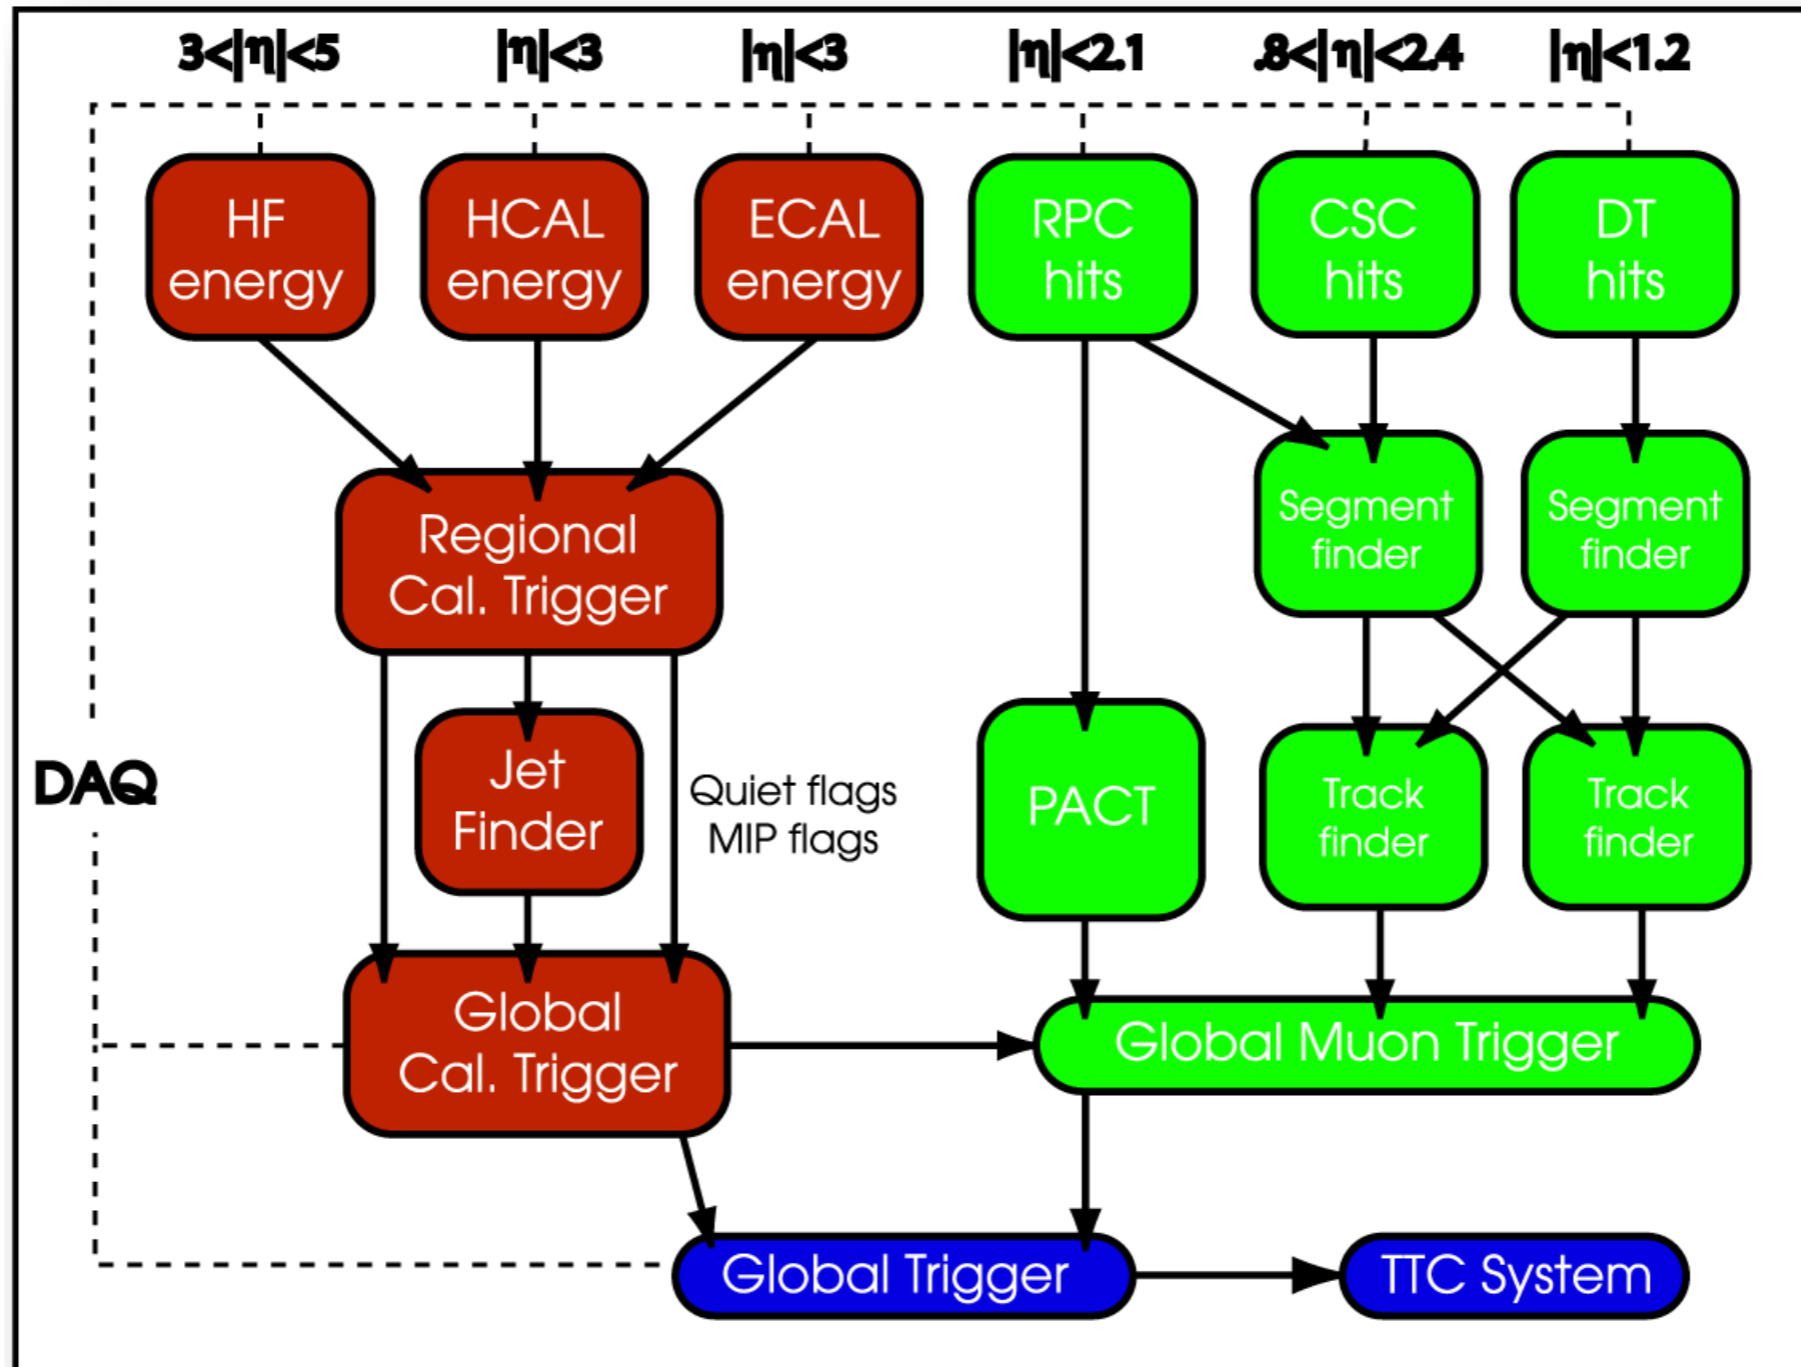 3<|η|<5
|η|<3
|η|<3
|η|<2.1
.8<|η|<2.4
|η|<1.2
HF
energy
HCAL
energy
ECAL
energy
RPC
hits
CSC
hits
DT
hits
Regional
Cal. Trigger
Segment
finder
Segment
finder
DAQ
Jet
Finder
Quiet flags
MIP flags
PACT
Track
finder
Track
finder
Global
Cal. Trigger
Global Muon Trigger
Global Trigger
TTC System